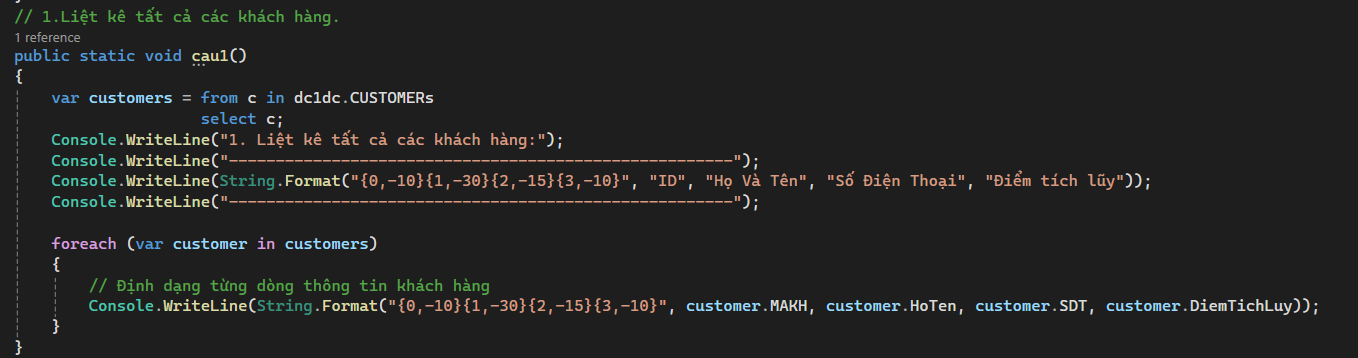 // 1.Liệt kê tất cả các khách hàng.
1 reference
public static void cau1()
{
var customers = from c in dc1dc.CUSTOMERs
select c;
Console.WriteLine("1. Liệt kê tất cả các khách hàng:");
Console.WriteLine("------------------------------------------------------");
Console.WriteLine(String.Format("{0,-10}{1,-30}{2,-15}{3,-10}", "ID", "Họ Và Tên", "Số Điện Thoại", "Điểm tích lũy"));
Console.WriteLine("------------------------------------------------------");
foreach (var customer in customers)
{
// Định dạng từng dòng thông tin khách hàng
Console.WriteLine(String.Format("{0,-10}{1,-30}{2,-15}{3,-10}", customer.MAKH, customer.HoTen, customer.SDT, customer.DiemTichLuy));
}
}